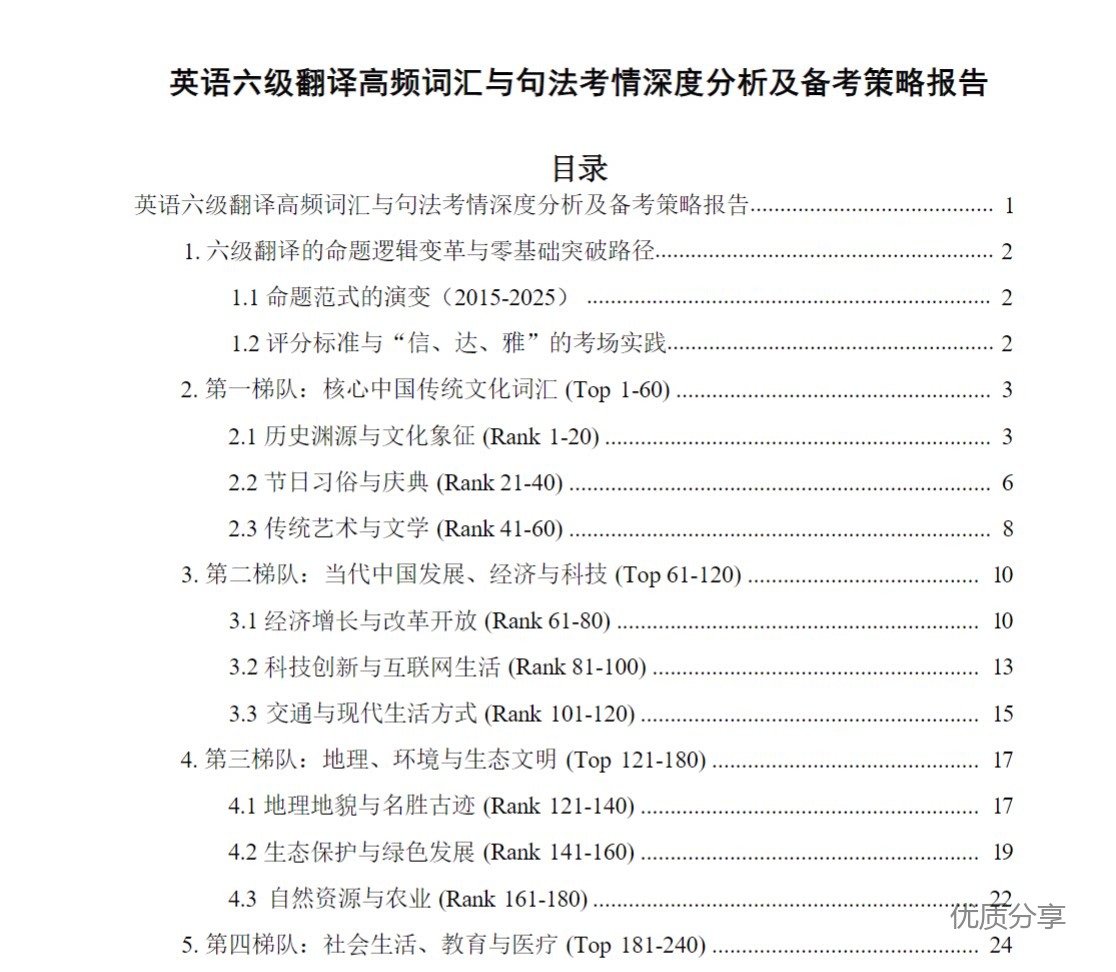 英语六级翻译高频词汇与句法考情深度分析及备考策略报告
目录
英语六级翻译高频词汇与句法考情深度分析及备考策略报告.......................................... 1
1. 六级翻译的命题逻辑变革与零基础突破路径.......................................................... 2
1.1 命题范式的演变（2015-2025） ..................................................................... 2
1.2 评分标准与“信、达、雅”的考场实践........................................................ 2
2. 第一梯队：核心中国传统文化词汇 (Top 1-60) ...................................................... 3
2.1 历史渊源与文化象征 (Rank 1-20) .................................................................. 3
2.2 节日习俗与庆典 (Rank 21-40) ........................................................................ 6
2.3 传统艺术与文学 (Rank 41-60) ........................................................................ 8
3. 第二梯队：当代中国发展、经济与科技 (Top 61-120) ........................................ 10
3.1 经济增长与改革开放 (Rank 61-80) .............................................................. 10
3.2 科技创新与互联网生活 (Rank 81-100) ........................................................ 13
3.3 交通与现代生活方式 (Rank 101-120) .......................................................... 15
4. 第三梯队：地理、环境与生态文明 (Top 121-180) .............................................. 17
4.1 地理地貌与名胜古迹 (Rank 121-140) .......................................................... 17
4.2 生态保护与绿色发展 (Rank 141-160) .......................................................... 19
4.3 自然资源与农业 (Rank 161-180) .................................................................. 22
优质分享
5. 第四梯队：社会生活、教育与医疗 (Top 181-240) .............................................. 24